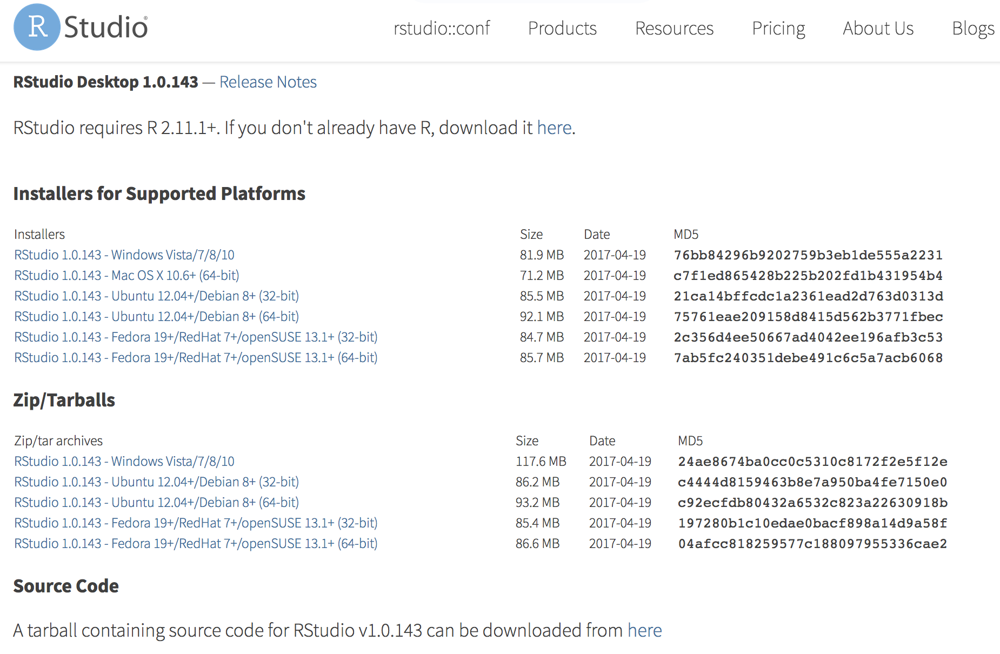 R Studio®
rstudio::conf Products Resources Pricing About Us Blogs
RStudio Desktop 1.0.143 — Release Notes
RStudio requires R 2.11.1+. If you don't already have R, download it here.
Installers for Supported Platforms
Installers Size Date MD5
RStudio 1.0.143 - Windows Vista/7/8/10 81.9 MB 2017-04-19 76bb84296b9202759b3eb1de555a2231
RStudio 1.0.143 - Mac OS X 10.6+ (64-bit) 71.2 MB 2017-04-19 c7f1ed865428b225b202fd1b431954b4
RStudio 1.0.143 - Ubuntu 12.04+/Debian 8+ (32-bit) 85.5 MB 2017-04-19 21ca14bffcdc1a2361ead2d763d0313d
RStudio 1.0.143 - Ubuntu 12.04+/Debian 8+ (64-bit) 92.1 MB 2017-04-19 75761eae209158d8415d562b3771fbec
RStudio 1.0.143 - Fedora 19+/RedHat 7+/openSUSE 13.1+ (32-bit) 84.7 MB 2017-04-19 2c356d4ee50667ad4042ee196afb3c53
RStudio 1.0.143 - Fedora 19+/RedHat 7+/openSUSE 13.1+ (64-bit) 85.7 MB 2017-04-19 7ab5fc240351debe491c6c5a7acb6068
Zip/Tarballs
Zip/tar archives Size Date MD5
RStudio 1.0.143 - Windows Vista/7/8/10 117.6 MB 2017-04-19 24ae8674ba0cc0c5310c8172f2e5f12e
RStudio 1.0.143 - Ubuntu 12.04+/Debian 8+ (32-bit) 86.2 MB 2017-04-19 c4444d8159463b8e7a950ba4fe7150e0
RStudio 1.0.143 - Ubuntu 12.04+/Debian 8+ (64-bit) 93.2 MB 2017-04-19 c92ecfdb80432a6532c823a22630918b
RStudio 1.0.143 - Fedora 19+/RedHat 7+/openSUSE 13.1+ (32-bit) 85.4 MB 2017-04-19 197280b1c10edae0bacf898a14d9a58f
RStudio 1.0.143 - Fedora 19+/RedHat 7+/openSUSE 13.1+ (64-bit) 86.6 MB 2017-04-19 04afcc818259577c188097955336cae2
Source Code
A tarball containing source code for RStudio v1.0.143 can be downloaded from here